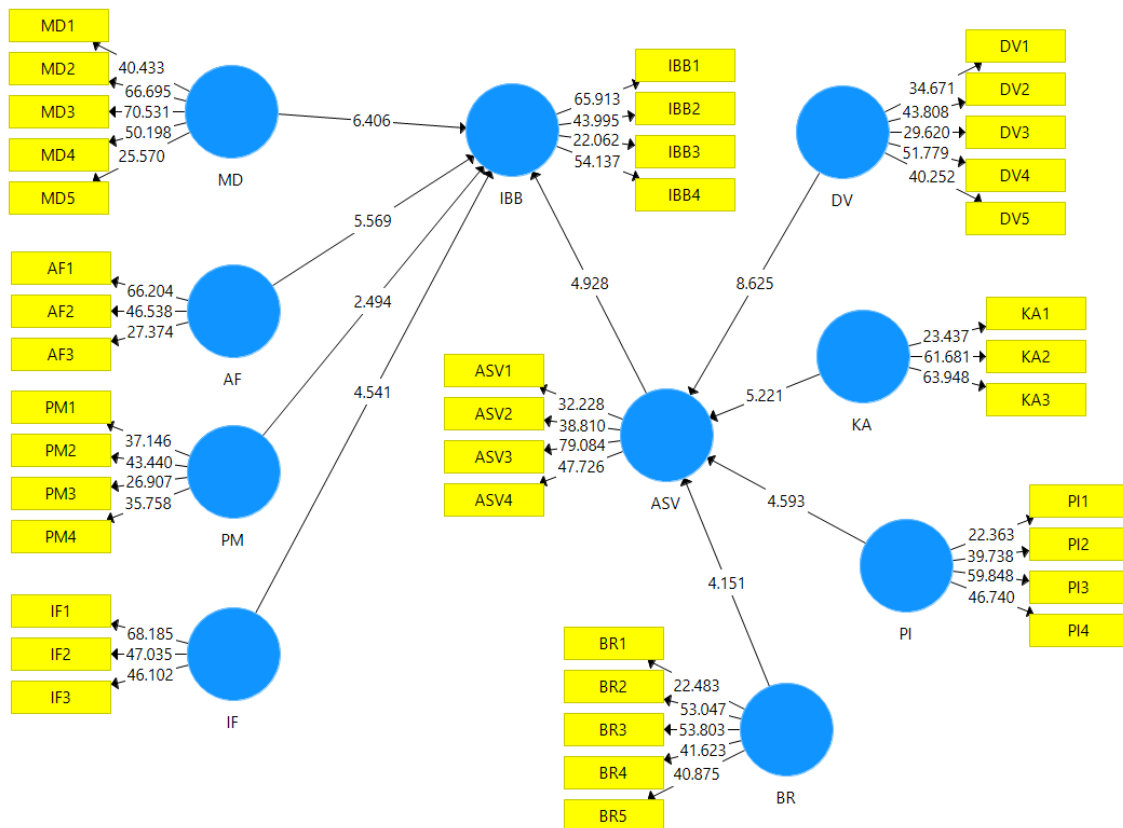 MD1
MD2
MD3
MD4
MD5
40.433
66.695
70.531
50.198
25.570
MD
6.406
AF1
AF2
AF3
66.204
46.538
27.374
AF
5.569
PM1
PM2
PM3
PM4
37.146
43.440
26.907
35.758
PM
2.494
IF1
IF2
IF3
68.185
47.035
46.102
IF
4.541
IBB
65.913
43.995
22.062
54.137
IBB1
IBB2
IBB3
IBB4
4.928
ASV1
ASV2
ASV3
ASV4
32.228
38.810
79.084
47.726
ASV
DV
34.671
43.808
29.620
51.779
40.252
DV1
DV2
DV3
DV4
DV5
8.625
KA
23.437
61.681
63.948
KA1
KA2
KA3
5.221
PI
22.363
39.738
59.848
46.740
PI1
PI2
PI3
PI4
4.593
BR1
BR2
BR3
BR4
BR5
22.483
53.047
53.803
41.623
40.875
BR
4.151